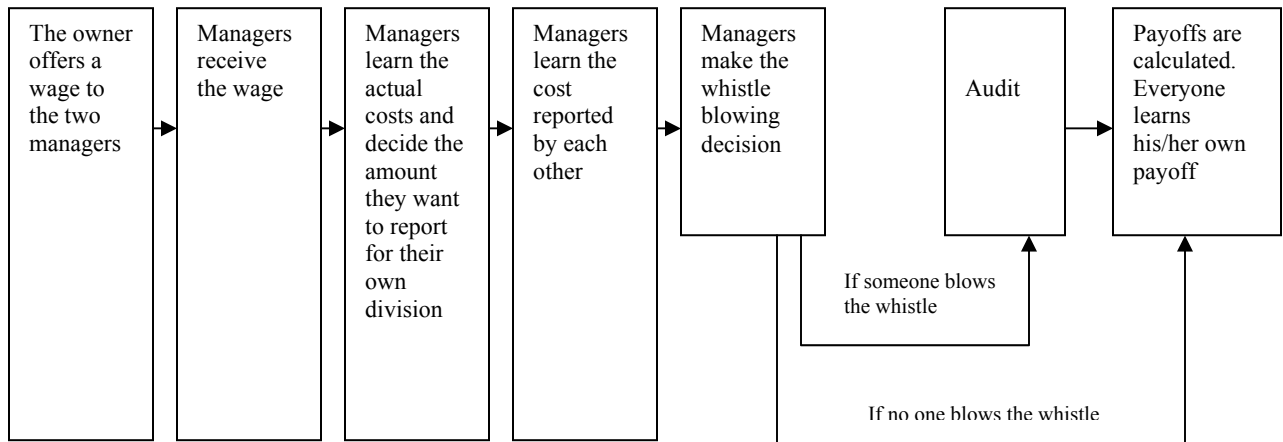 The owner
offers a
wage to
the two
managers
Managers
receive
the wage
Managers
learn the
actual
costs and
decide the
amount
they want
to report
for their
own
division
Managers
learn the
cost
reported
by each
other
Managers
make the
whistle
blowing
decision
Audit
Payoffs are
calculated.
Everyone
learns
his/her own
payoff
If someone blows
the whistle
If no one blows the whistle